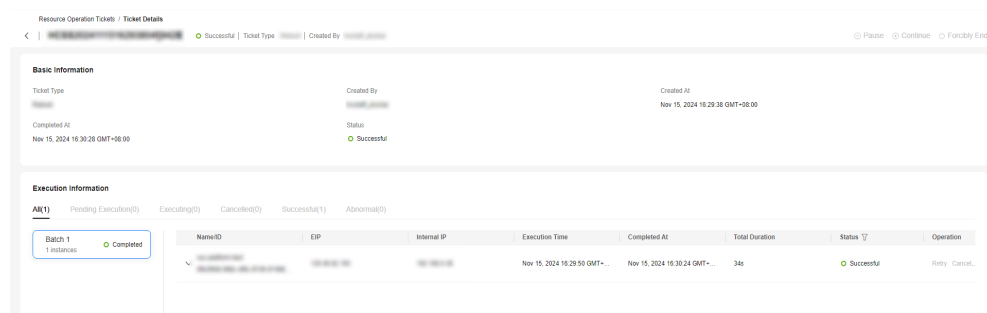 Resource Operation Tickets / Ticket Details
Successful | Ticket Type | Created By
Pause Continue Forcibly End
Basic Information
Ticket Type Created By Created At
Nov 15, 2024 16:29:38 GMT+08:00
Completed At Status
Nov 15, 2024 16:30:28 GMT+08:00 Successful
Execution Information
All(1) Pending Execution(0) Executing(0) Cancelled(0) Successful(1) Abnormal(0)
Batch 1
1 instances
Completed
Name/ID EIP Internal IP Execution Time Completed At Total Duration Status Operation
Nov 15, 2024 16:29:50 GMT+... Nov 15, 2024 16:30:24 GMT+... 34s Successful Retry Cancel...